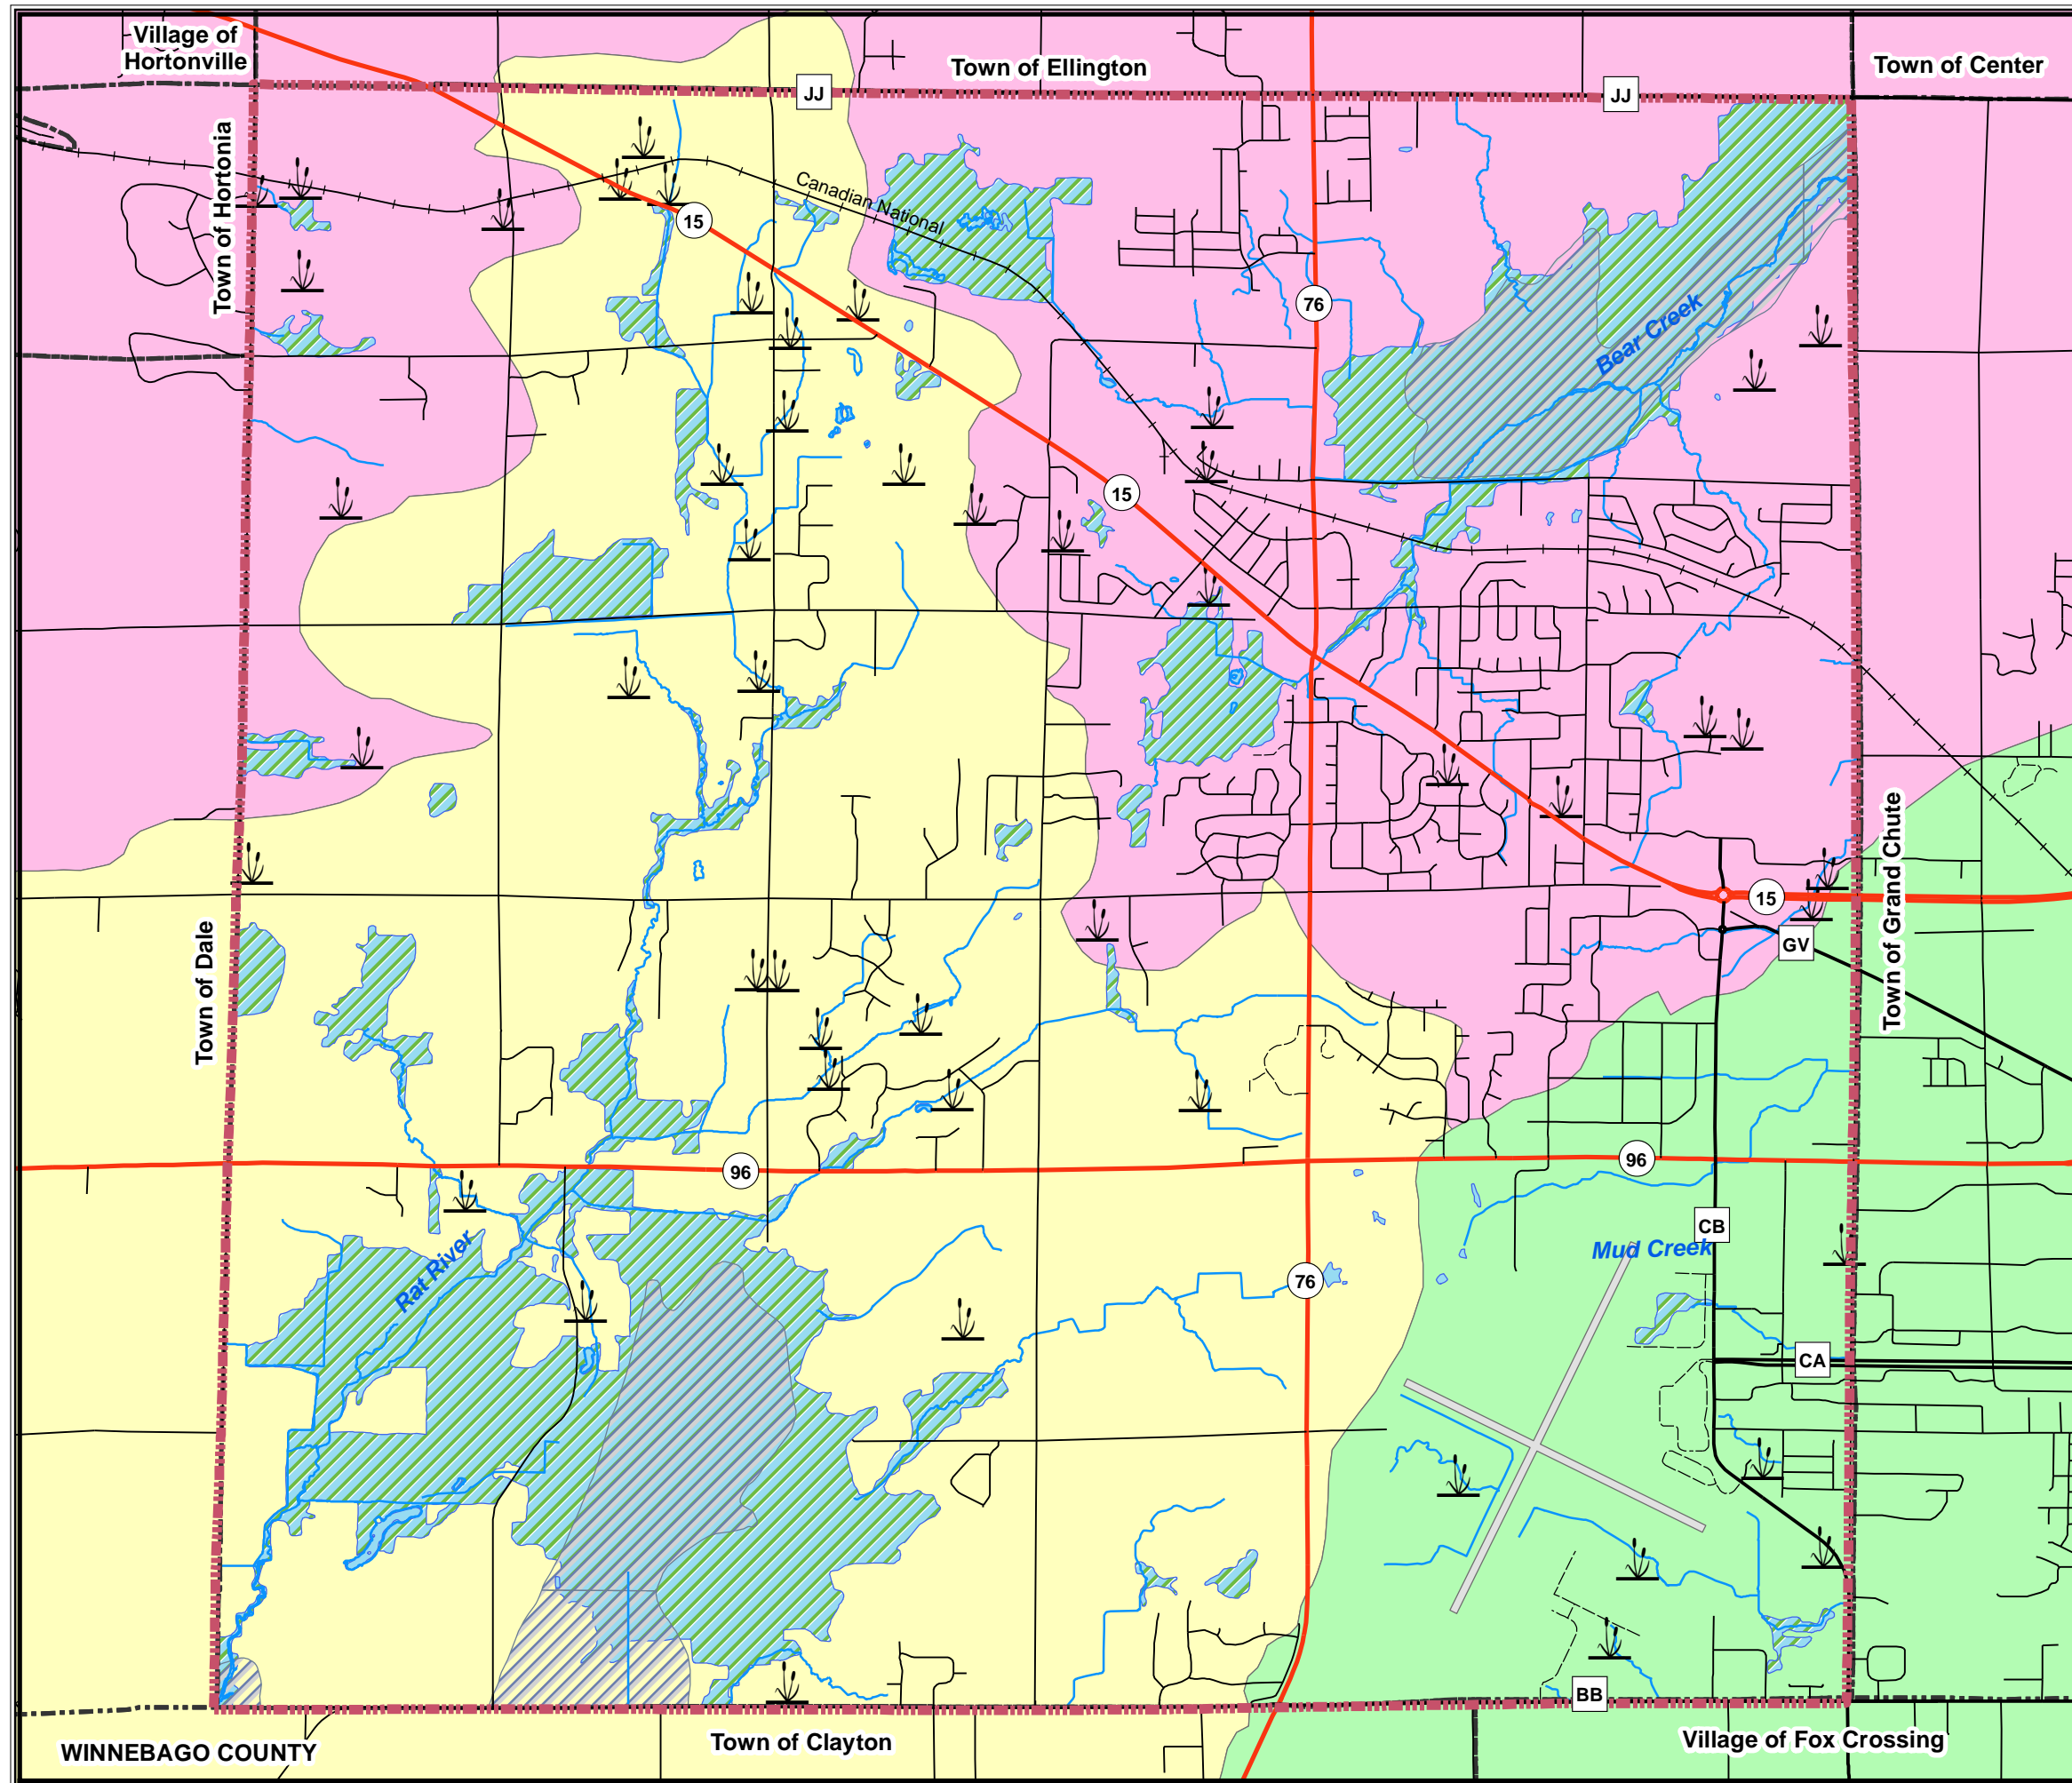 Village of
Hortonville
Town of Ellington
Town of Center
JJ
JJ
Town of Hortonia
Canadian National
15
76
Bear Creek
15
Town of Dale
15
GV
Town of Grand Chute
96
96
CB
Mud Creek
Rat River
76
CA
BB
Town of Clayton
Village of Fox Crossing
WINNEBAGO COUNTY